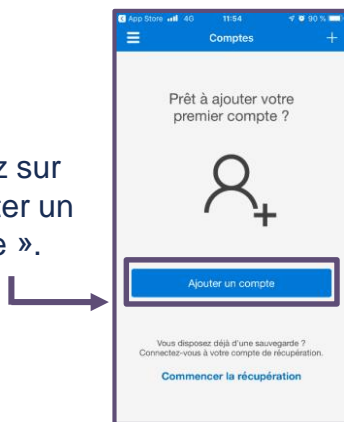 App Store 4G 11:54 90 %
Comptes
Prêt à ajouter votre
premier compte ?
z sur
ter un
e ».
Ajouter un compte
Vous disposez déjà d'une sauvegarde ?
Connectez-vous à votre compte de récupération.
Commencer la récupération